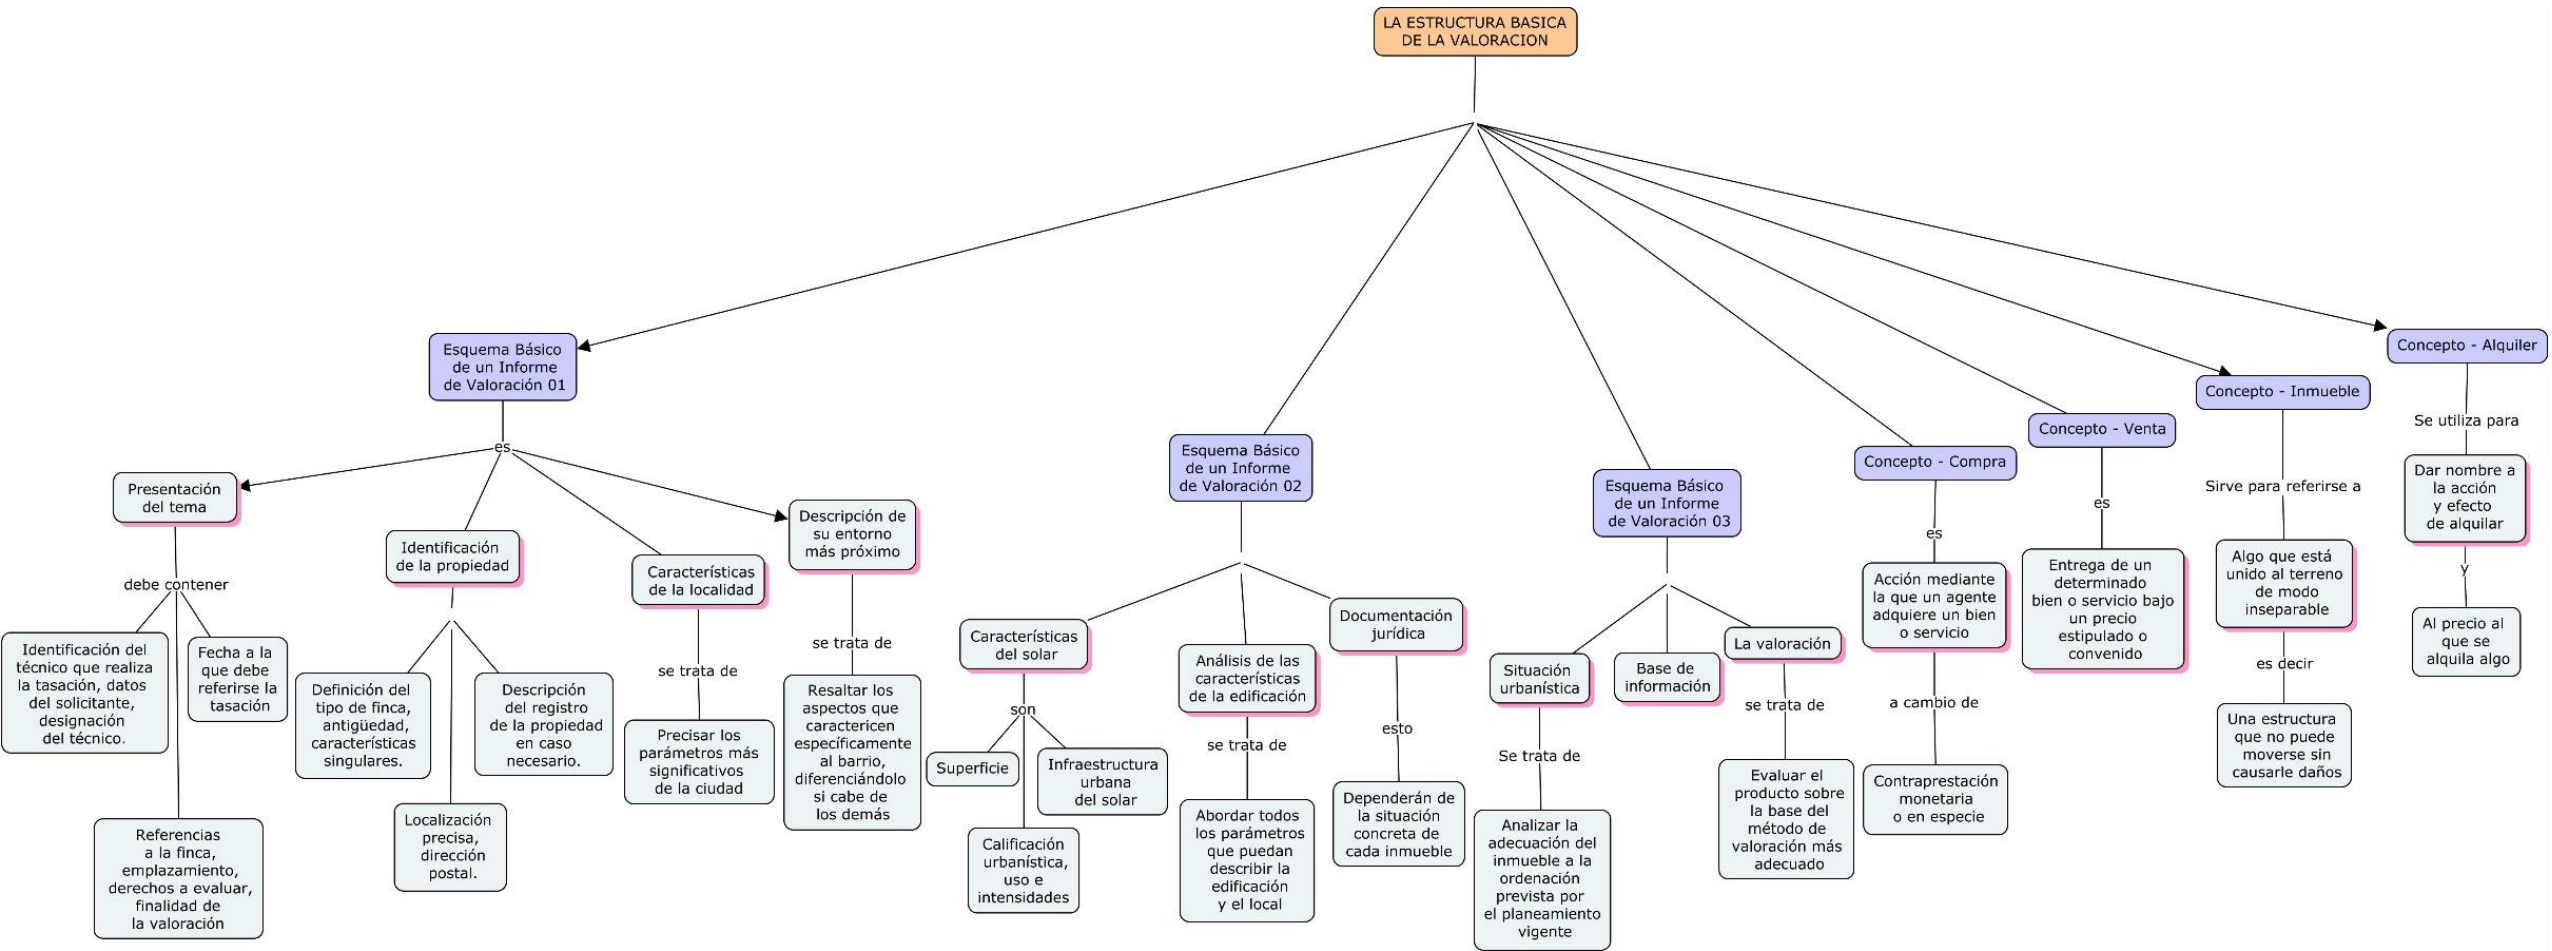 LA ESTRUCTURA BASICA
DE LA VALORACION
Esquema Básico
de un Informe
de Valoración 01
es
Presentación
del tema
debe contener
Identificación del
técnico que realiza
la tasación, datos
del solicitante,
designación
del técnico.
Referencias
a la finca,
emplazamiento,
derechos a evaluar,
finalidad de
la valoración
Fecha a la
que debe
referirse la
tasación
Identificación
de la propiedad
Definición del
tipo de finca,
antigüedad,
características
singulares.
Localización
precisa,
dirección
postal.
Descripción
del registro
de la propiedad
en caso
necesario.
Características
de la localidad
se trata de
Precisar los
parámetros más
significativos
de la ciudad
Descripción de
su entorno
más próximo
se trata de
Resaltar los
aspectos que
caractericen
específicamente
al barrio,
diferenciándolo
si cabe de
los demás
Esquema Básico
de un Informe
de Valoración 02
Características
del solar
son
Superficie
Calificación
urbanística,
uso e
intensidades
Infraestructura
urbana
del solar
Análisis de las
características
de la edificación
se trata de
Abordar todos
los parámetros
que puedan
describir la
edificación
y el local
Documentación
jurídica
esto
Dependerán de
la situación
concreta de
cada inmueble
Esquema Básico
de un Informe
de Valoración 03
Situación
urbanística
Se trata de
Analizar la
adecuación del
inmueble a la
ordenación
prevista por
el planeamiento
vigente
Base de
información
La valoración
se trata de
Evaluar el
producto sobre
la base del
método de
valoración más
adecuado
Concepto - Compra
es
Acción mediante
la que un agente
adquiere un bien
o servicio
a cambio de
Contraprestación
monetaria
o en especie
Concepto - Venta
es
Entrega de un
determinado
bien o servicio bajo
un precio
estipulado o
convenido
Concepto - Inmueble
Sirve para referirse a
Algo que está
unido al terreno
de modo
inseparable
es decir
Una estructura
que no puede
moverse sin
causarle daños
Concepto - Alquiler
Se utiliza para
Dar nombre a
la acción
y efecto
de alquilar
y
Al precio al
que se
alquila algo